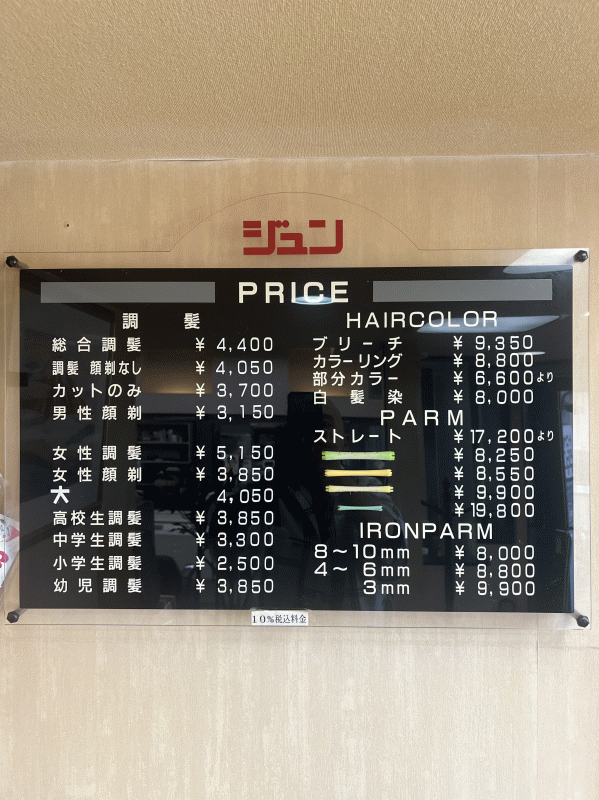 ジュン
PRICE
調髪
総合調髪 ¥ 4,400
調髪 顔剃なし ¥ 4,050
カットのみ ¥ 3,700
男性顔剃 ¥ 3,150
女性調髪 ¥ 5,150
女性顔剃 ¥ 3,850
大 4,050
高校生調髪 ¥ 3,850
中学生調髪 ¥ 3,300
小学生調髪 ¥ 2,500
幼児調髪 ¥ 3,850
HAIRCOLOR
ブリーチ ¥ 9,350
カラーリング ¥ 8,800
部分カラー ¥ 6,600より
白髪染 ¥ 8,000
PARM
ストレート ¥17,200より
¥ 8,250
¥ 8,550
¥ 9,900
¥19,800
IRONPARM
8～10mm ¥ 8,000
4～6mm ¥ 8,800
3mm ¥ 9,900
10%税込料金